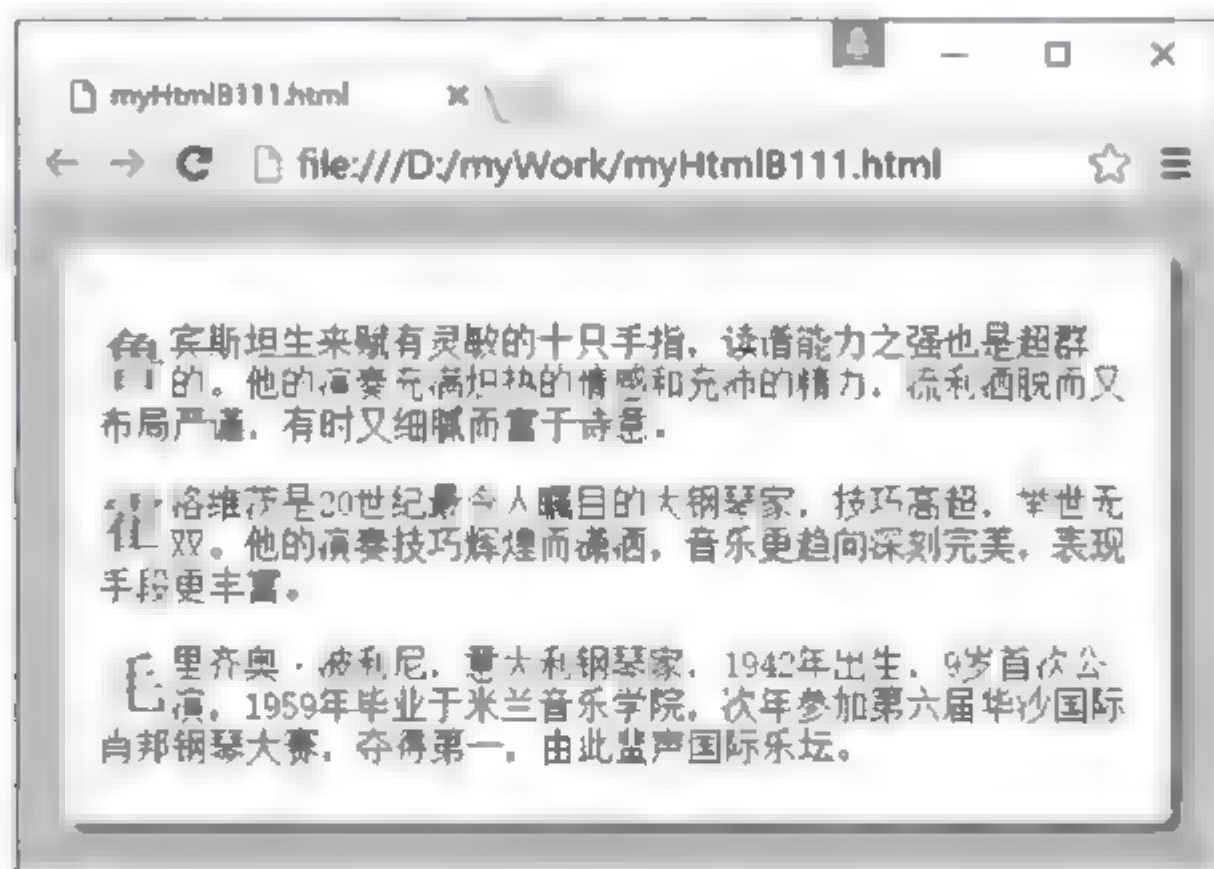 myHtmlB111.html
file:///D:/myWork/myHtmlB111.html
宾斯坦生来赋有灵敏的十只手指，读谱能力之强也是超群
的。他的演奏充满炽热的情感和充沛的精力，流利洒脱而又
布局严谨，有时又细腻而富于诗意。
洛维茨是20世纪最令人瞩目的大钢琴家，技巧高超，举世无
双。他的演奏技巧辉煌而潇洒，音乐更趋向深刻完美，表现
手段更丰富。
里齐奥·波利尼，意大利钢琴家，1942年出生，9岁首次公
演，1959年毕业于米兰音乐学院，次年参加第六届华沙国际
肖邦钢琴大赛，夺得第一，由此蜚声国际乐坛。